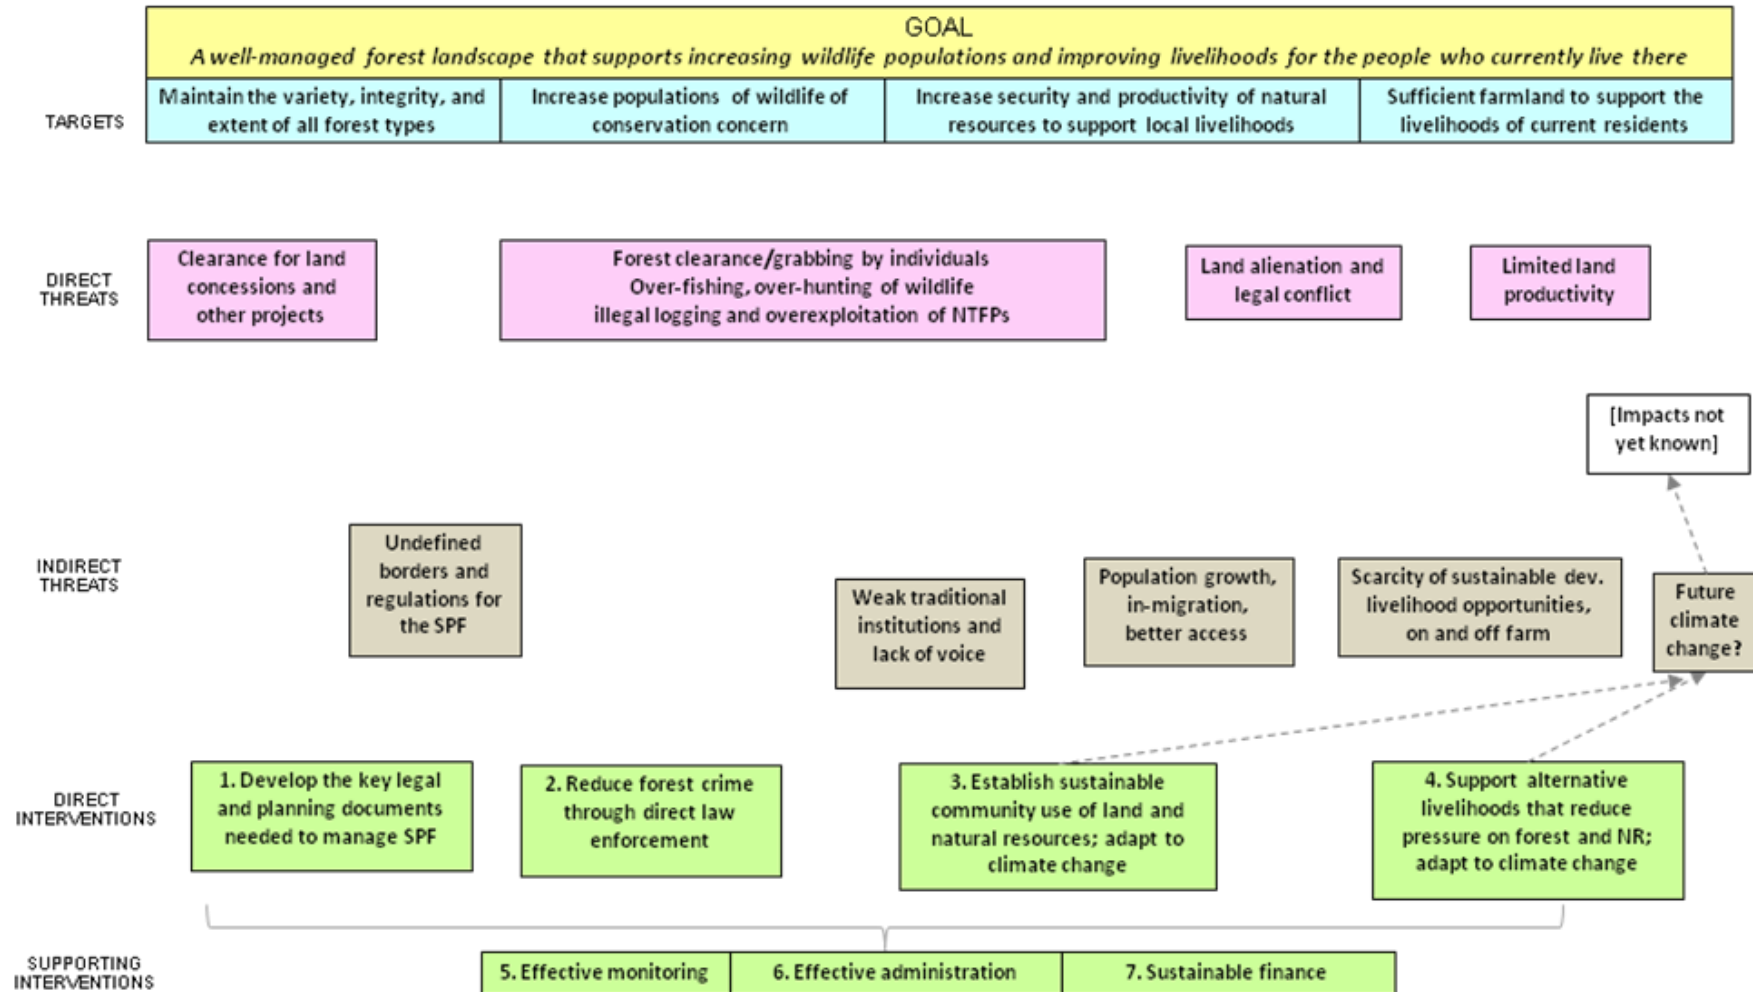 GOAL
A well-managed forest landscape that supports increasing wildlife populations and improving livelihoods for the people who currently live there
TARGETS
Maintain the variety, integrity, and
extent of all forest types
Increase populations of wildlife of
conservation concern
Increase security and productivity of natural
resources to support local livelihoods
Sufficient farmland to support the
livelihoods of current residents
DIRECT
THREATS
Clearance for land
concessions and
other projects
Forest clearance/grabbing by individuals
Over-fishing, over-hunting of wildlife
illegal logging and overexploitation of NTFPs
Land alienation and
legal conflict
Limited land
productivity
[Impacts not
yet known]
INDIRECT
THREATS
Undefined
borders and
regulations for
the SPF
Weak traditional
institutions and
lack of voice
Population growth,
in-migration,
better access
Scarcity of sustainable dev.
livelihood opportunities,
on and off farm
Future
climate
change?
DIRECT
INTERVENTIONS
1. Develop the key legal
and planning documents
needed to manage SPF
2. Reduce forest crime
through direct law
enforcement
3. Establish sustainable
community use of land and
natural resources; adapt to
climate change
4. Support alternative
livelihoods that reduce
pressure on forest and NR;
adapt to climate change
SUPPORTING
INTERVENTIONS
5. Effective monitoring
6. Effective administration
7. Sustainable finance